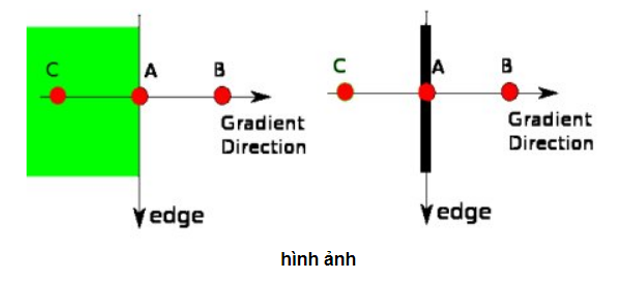 C A B
Gradient
Direction
edge
C A B
Gradient
Direction
edge
hình ảnh